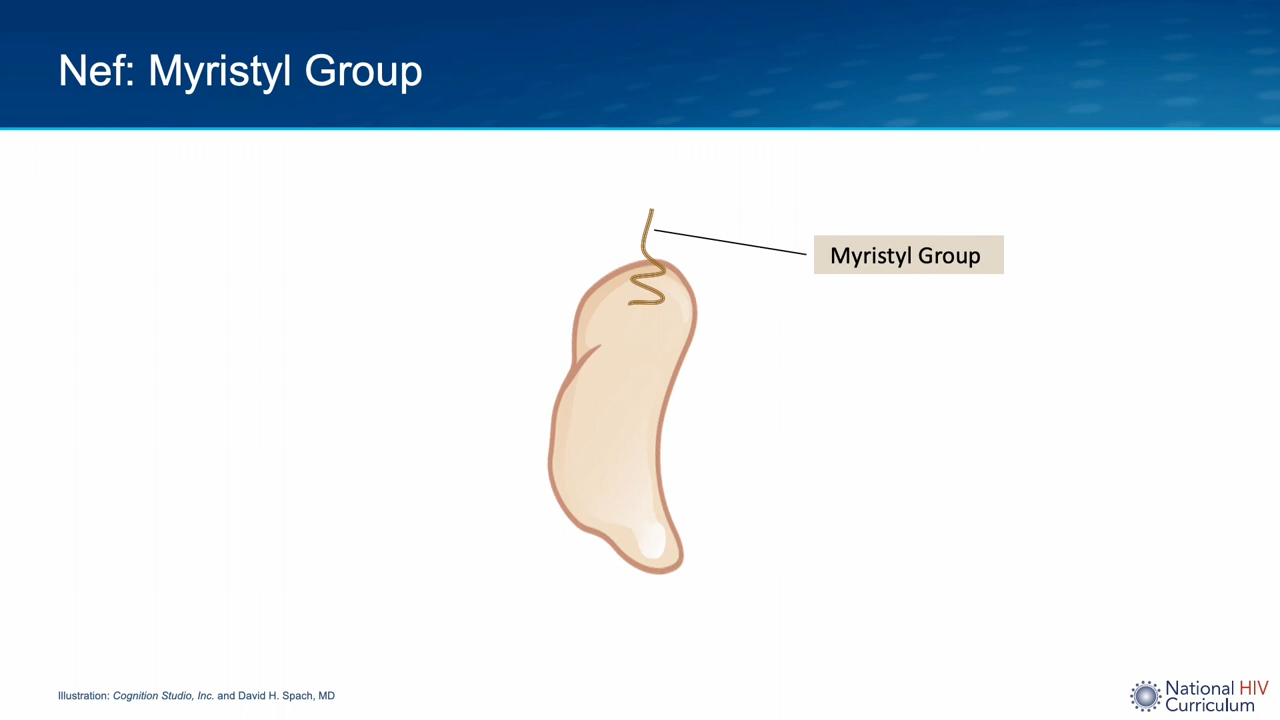 Nef: Myristyl Group
Myristyl Group
Illustration: Cognition Studio, Inc. and David H. Spach, MD
National HIV
Curriculum